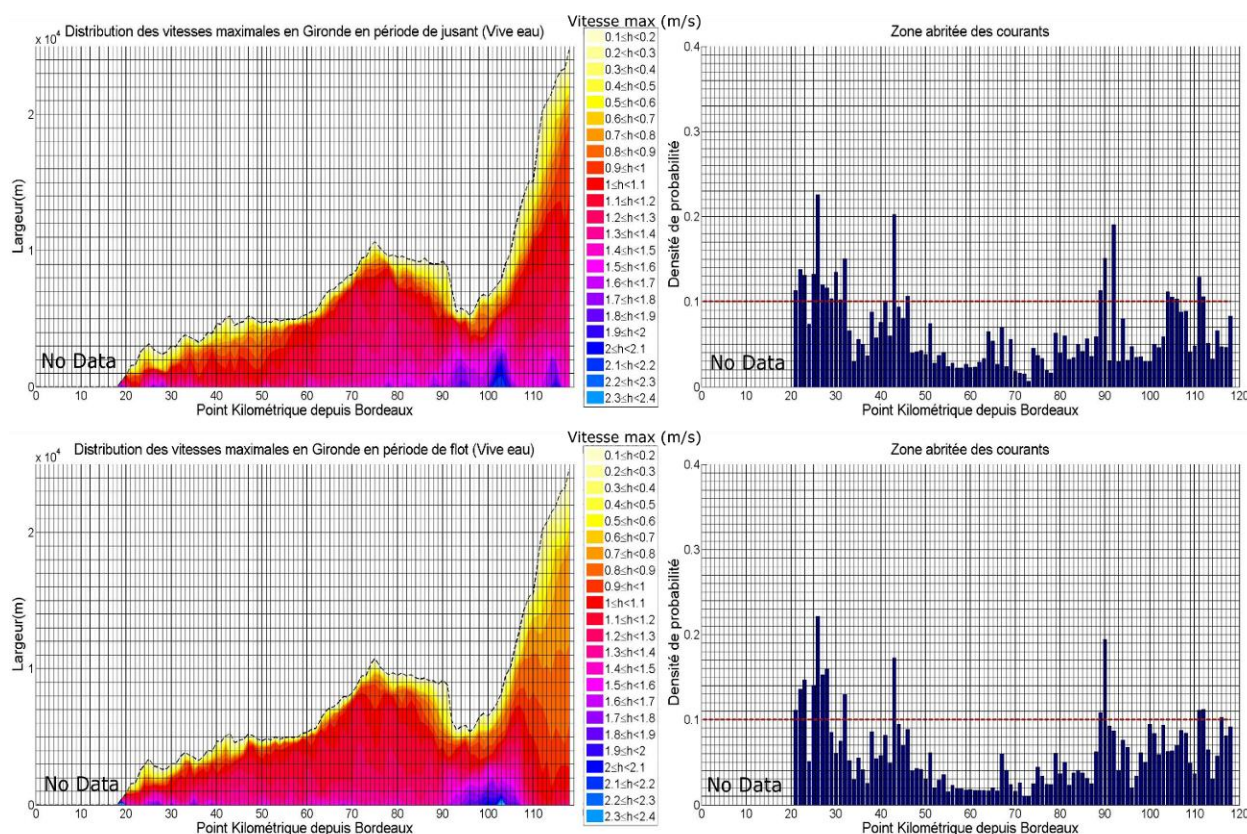 Distribution des vitesses maximales en Gironde en période de jusant (Vive eau)
x 10⁴
Largeur(m)
2
1
0
No Data
10 20 30 40 50 60 70 80 90 100 110
Point Kilométrique depuis Bordeaux
Vitesse max (m/s)
0.1≤h<0.2
0.2≤h<0.3
0.3≤h<0.4
0.4≤h<0.5
0.5≤h<0.6
0.6≤h<0.7
0.7≤h<0.8
0.8≤h<0.9
0.9≤h<1
1≤h<1.1
1.1≤h<1.2
1.2≤h<1.3
1.3≤h<1.4
1.4≤h<1.5
1.5≤h<1.6
1.6≤h<1.7
1.7≤h<1.8
1.8≤h<1.9
1.9≤h<2
2≤h<2.1
2.1≤h<2.2
2.2≤h<2.3
2.3≤h<2.4
Zone abritée des courants
Densité de probabilité
0.4
0.3
0.2
0.1
0
No Data
0 10 20 30 40 50 60 70 80 90 100 110 120
Point Kilométrique depuis Bordeaux
Distribution des vitesses maximales en Gironde en période de flot (Vive eau)
x 10⁴
Largeur(m)
2
1
0
No Data
10 20 30 40 50 60 70 80 90 100 110
Point Kilométrique depuis Bordeaux
Vitesse max (m/s)
0.1≤h<0.2
0.2≤h<0.3
0.3≤h<0.4
0.4≤h<0.5
0.5≤h<0.6
0.6≤h<0.7
0.7≤h<0.8
0.8≤h<0.9
0.9≤h<1
1≤h<1.1
1.1≤h<1.2
1.2≤h<1.3
1.3≤h<1.4
1.4≤h<1.5
1.5≤h<1.6
1.6≤h<1.7
1.7≤h<1.8
1.8≤h<1.9
1.9≤h<2
2≤h<2.1
2.1≤h<2.2
2.2≤h<2.3
2.3≤h<2.4
Zone abritée des courants
Densité de probabilité
0.4
0.3
0.2
0.1
0
No Data
0 10 20 30 40 50 60 70 80 90 100 110 120
Point Kilométrique depuis Bordeaux